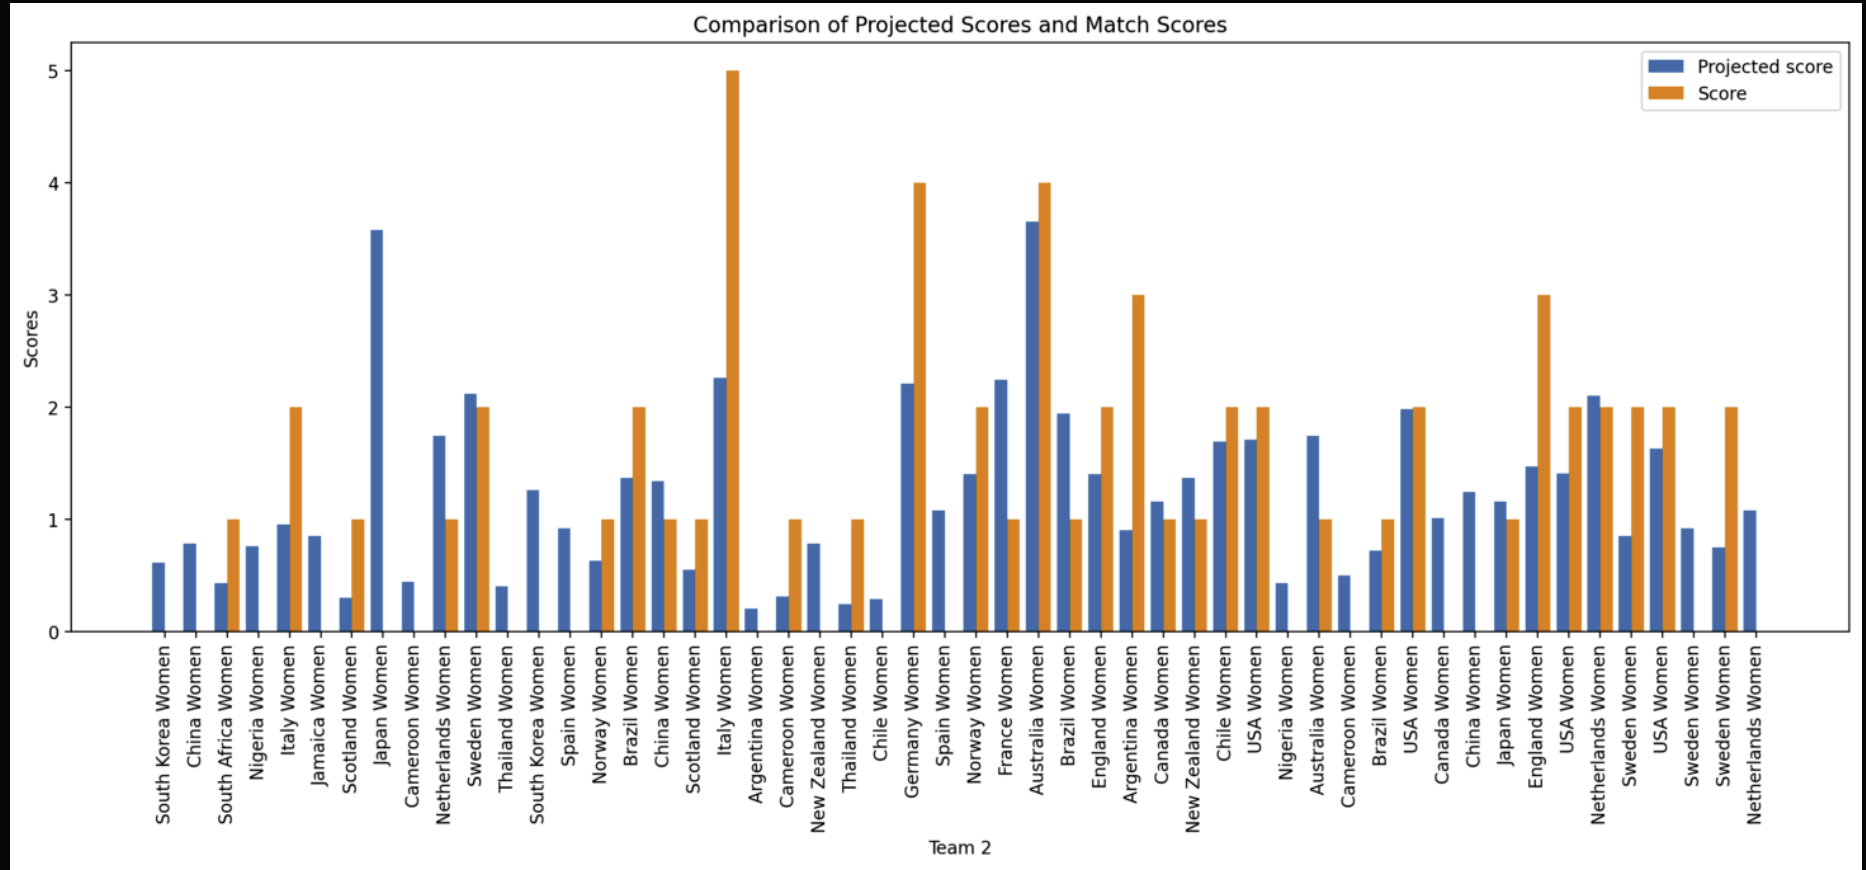 Comparison of Projected Scores and Match Scores
Projected score
Score
5
4
3
2
1
0
Scores
South Korea Women
China Women
South Africa Women
Nigeria Women
Italy Women
Jamaica Women
Scotland Women
Japan Women
Cameroon Women
Netherlands Women
Sweden Women
Thailand Women
South Korea Women
Spain Women
Norway Women
Brazil Women
China Women
Scotland Women
Italy Women
Argentina Women
Cameroon Women
New Zealand Women
Thailand Women
Chile Women
Germany Women
Spain Women
Norway Women
France Women
Australia Women
Brazil Women
England Women
Argentina Women
Canada Women
New Zealand Women
Chile Women
USA Women
Nigeria Women
Australia Women
Cameroon Women
Brazil Women
USA Women
Canada Women
China Women
Japan Women
England Women
USA Women
Netherlands Women
Sweden Women
USA Women
Sweden Women
Sweden Women
Netherlands Women
Team 2